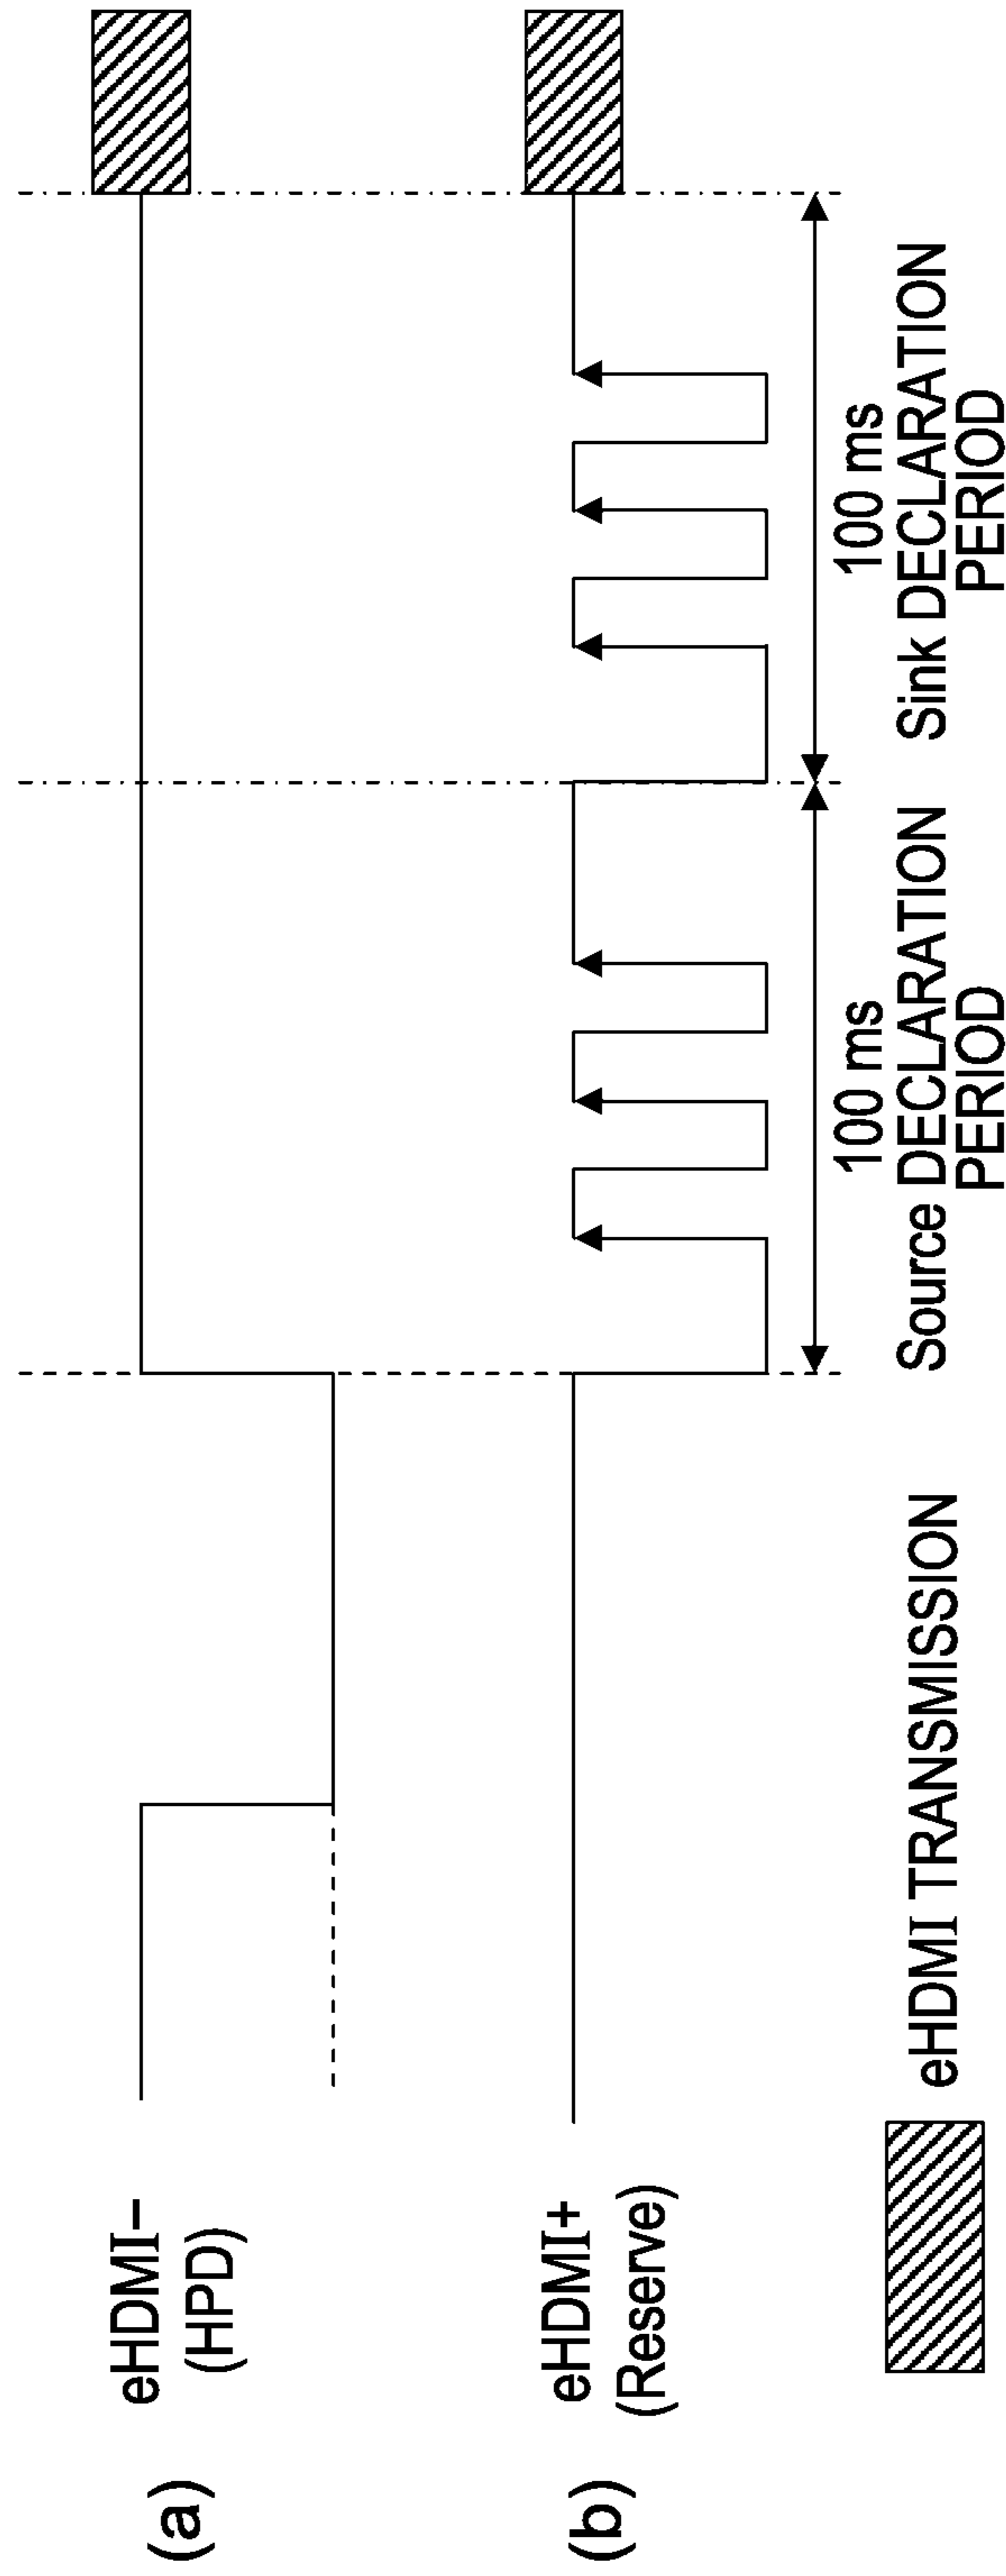 (a)
eHDMI−
(HPD)
(b)
eHDMI+
(Reserve)
100 ms
Source DECLARATION
PERIOD
100 ms
Sink DECLARATION
PERIOD
eHDMI TRANSMISSION